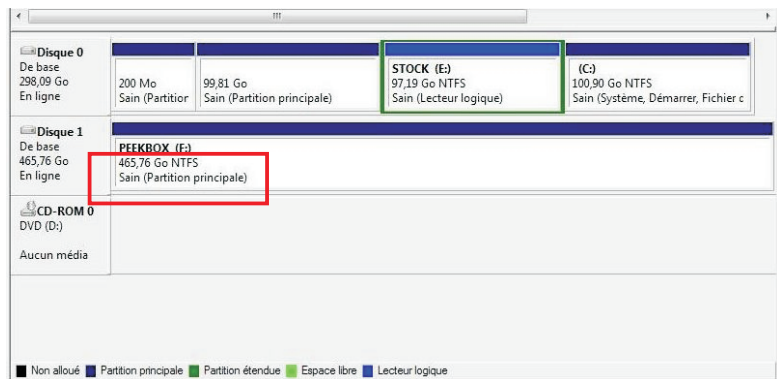 Disque 0
De base
298,09 Go
En ligne
200 Mo
Sain (Partitior
99,81 Go
Sain (Partition principale)
STOCK (E:)
97,19 Go NTFS
Sain (Lecteur logique)
(C:)
100,90 Go NTFS
Sain (Système, Démarrer, Fichier c
Disque 1
De base
465,76 Go
En ligne
PEEKBOX (F:)
465,76 Go NTFS
Sain (Partition principale)
CD-ROM 0
DVD (D:)
Aucun média
Non alloué Partition principale Partition étendue Espace libre Lecteur logique